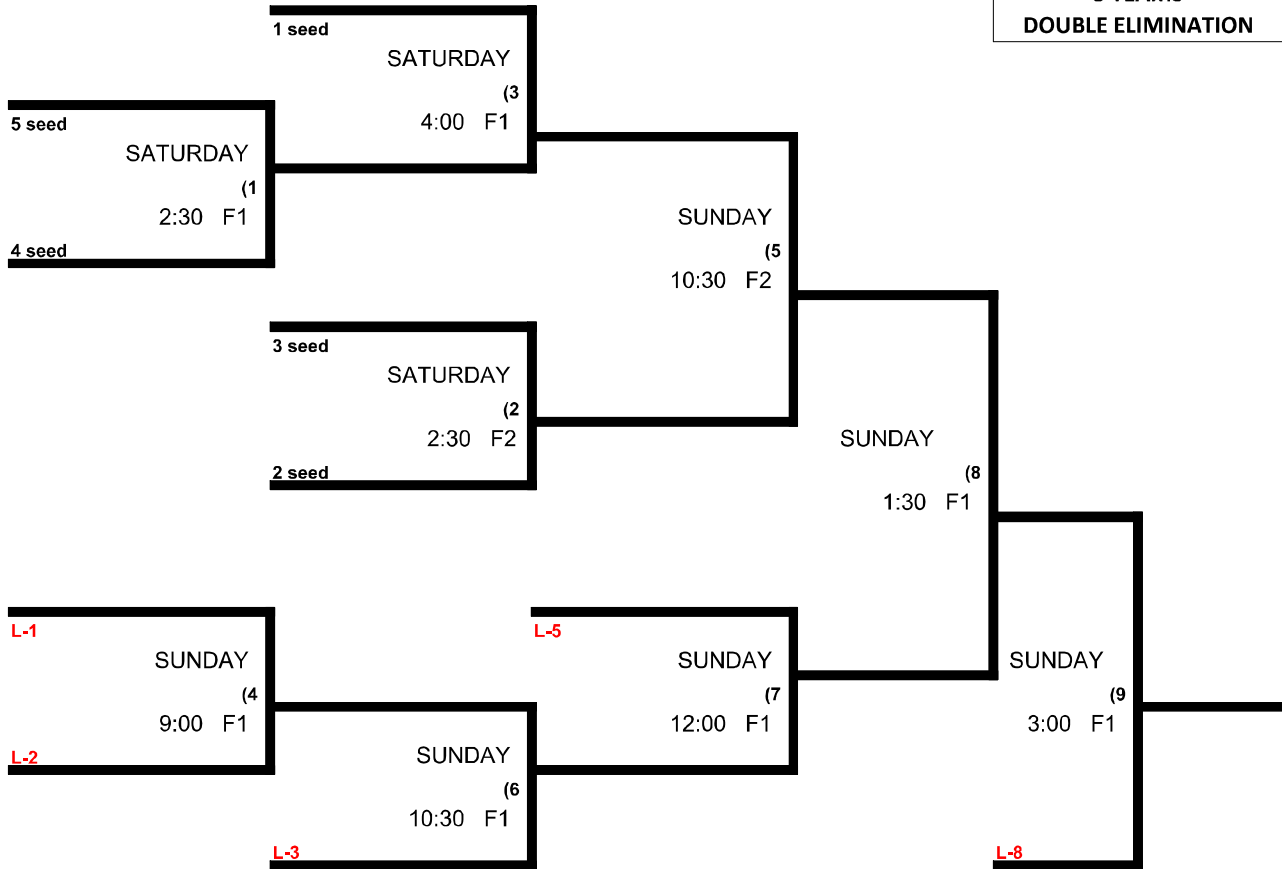 DOUBLE ELIMINATION
1 seed
SATURDAY
(3
4:00 F1
5 seed
SATURDAY
(1
2:30 F1
4 seed
SUNDAY
(5
10:30 F2
3 seed
SATURDAY
(2
2:30 F2
2 seed
SUNDAY
(8
1:30 F1
L-1
SUNDAY
(4
9:00 F1
L-2
L-5
SUNDAY
(7
12:00 F1
SUNDAY
(6
10:30 F1
L-3
SUNDAY
(9
3:00 F1
L-8